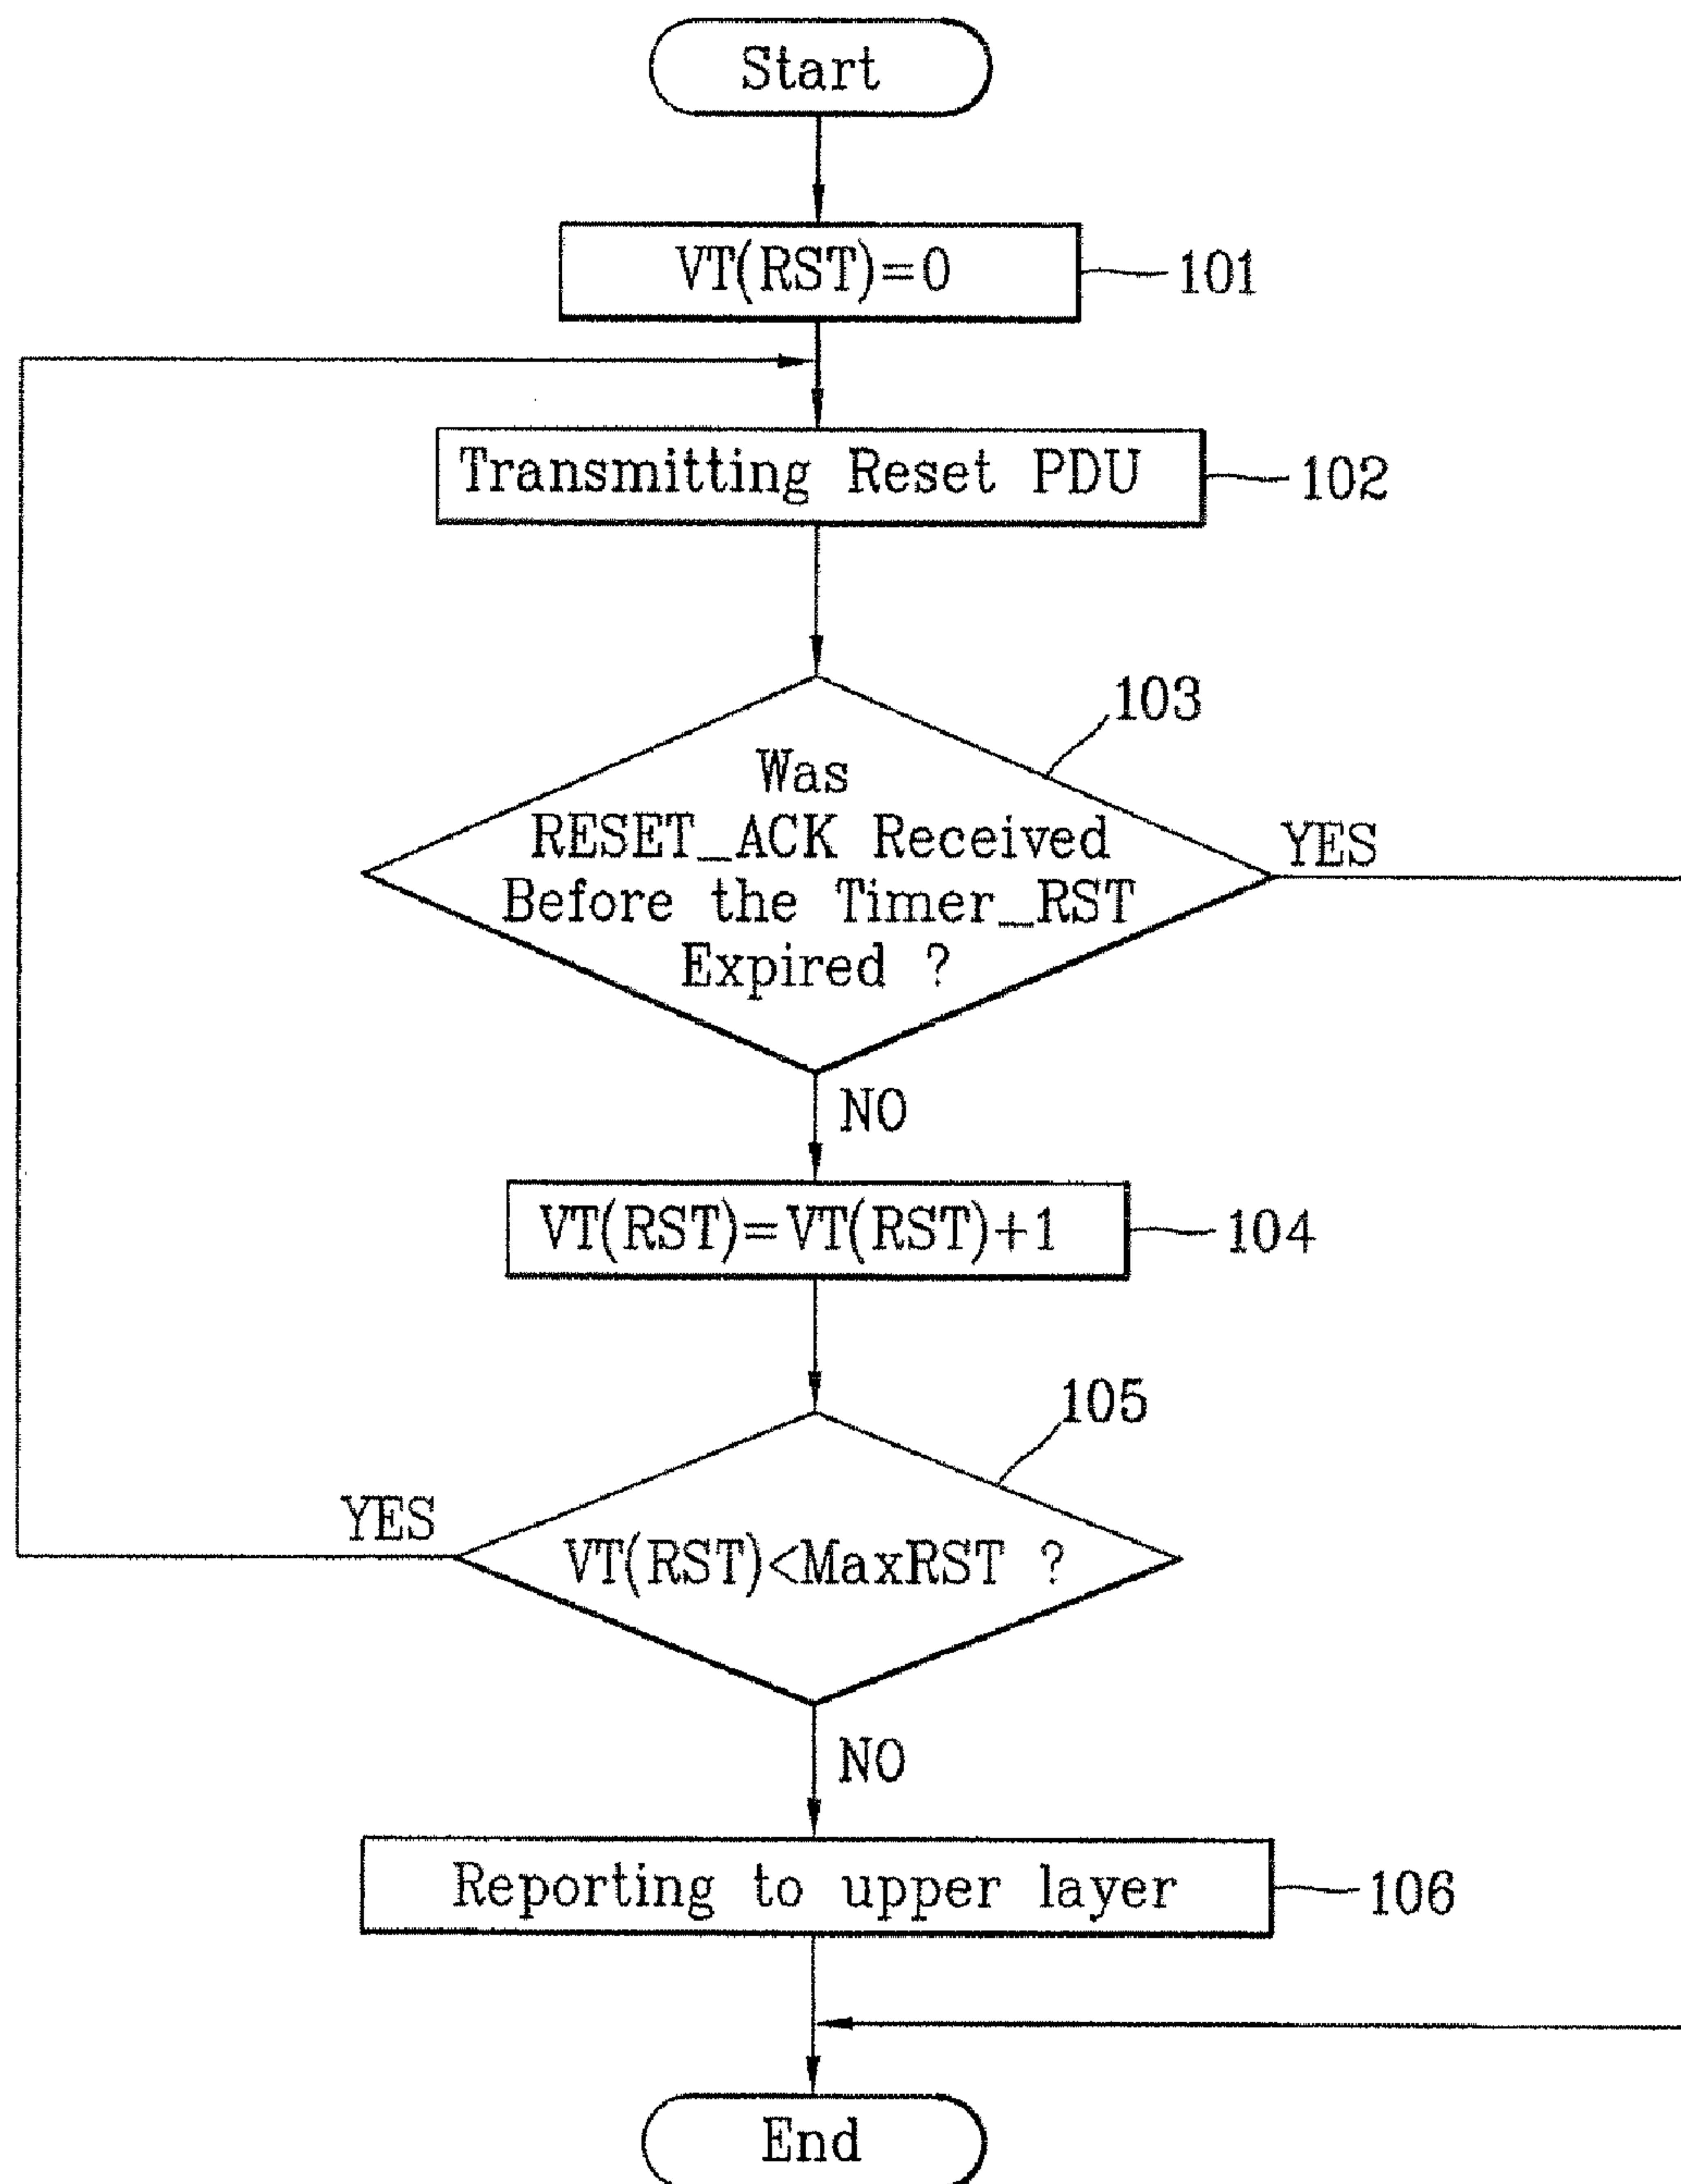 Start
VT(RST)=0
101
Transmitting Reset PDU
102
103
Was
RESET_ACK Received
Before the Timer_RST
Expired ?
YES
NO
VT(RST)=VT(RST)+1
104
105
YES
VT(RST)<MaxRST ?
NO
Reporting to upper layer
106
End